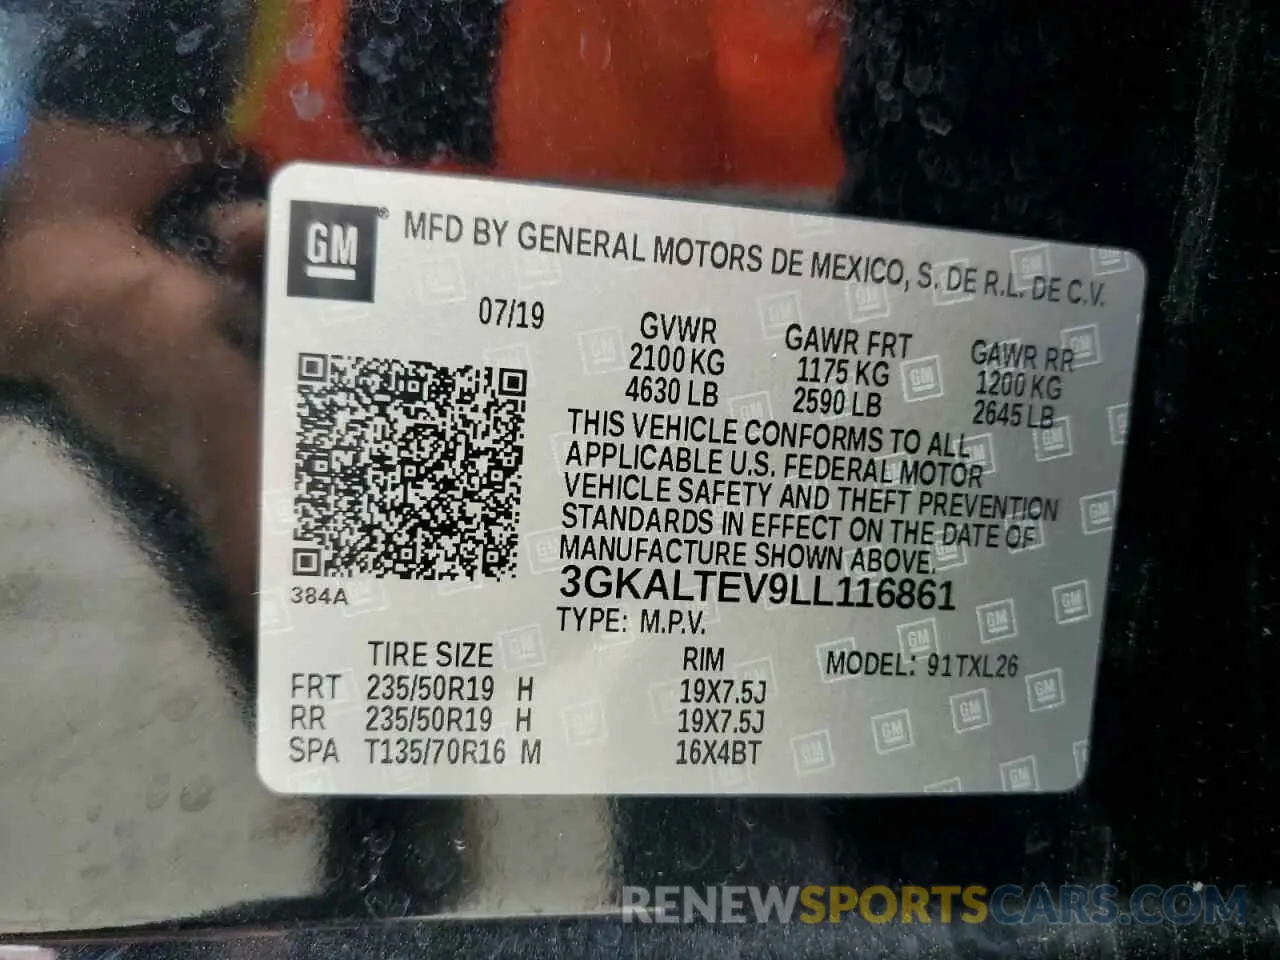 GM® MFD BY GENERAL MOTORS DE MEXICO, S. DE R.L. DE C.V.
07/19
GVWR GAWR FRT GAWR RR
2100 KG 1175 KG 1200 KG
4630 LB 2590 LB 2645 LB
THIS VEHICLE CONFORMS TO ALL
APPLICABLE U.S. FEDERAL MOTOR
VEHICLE SAFETY AND THEFT PREVENTION
STANDARDS IN EFFECT ON THE DATE OF
MANUFACTURE SHOWN ABOVE.
384A
3GKALTEV9LL116861
TYPE: M.P.V.
TIRE SIZE RIM MODEL: 91TXL26
FRT 235/50R19 H 19X7.5J
RR 235/50R19 H 19X7.5J
SPA T135/70R16 M 16X4BT
RENEWSPORTSCARS.COM